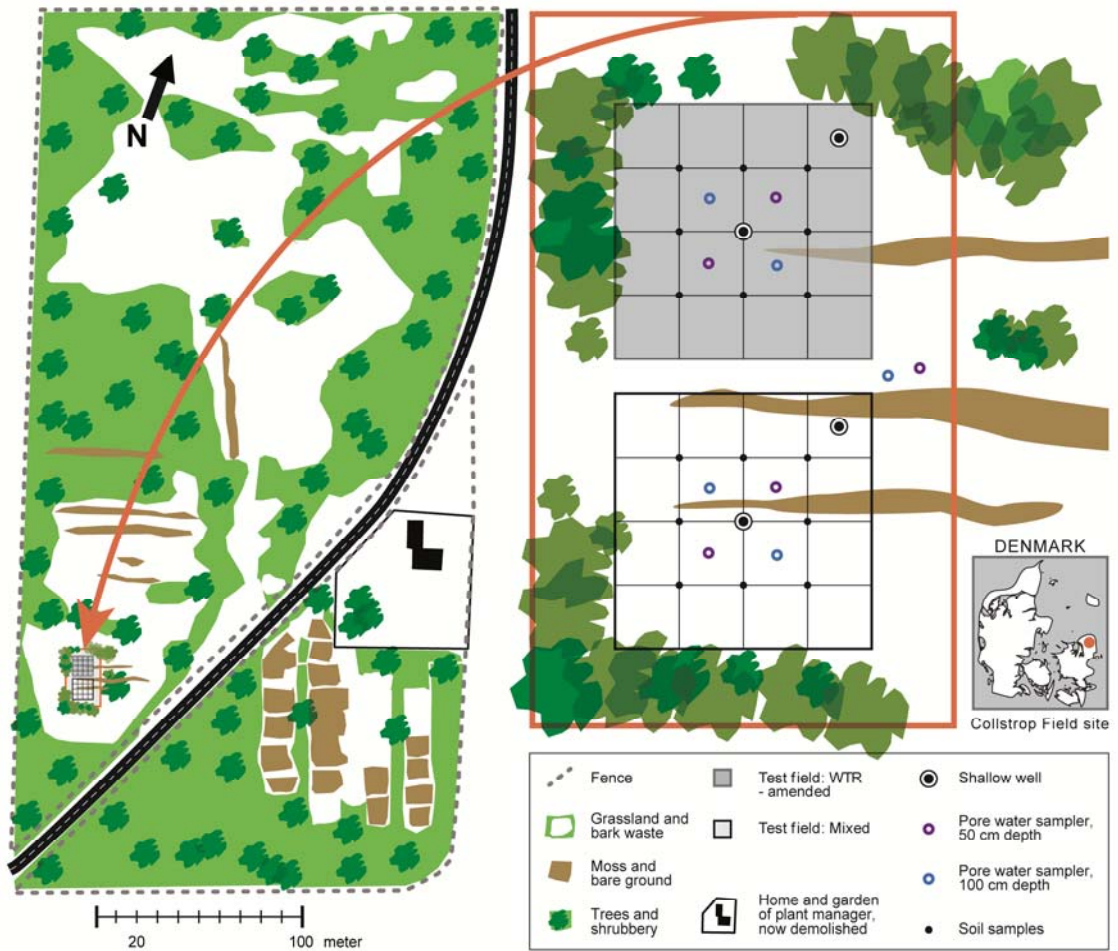 N
DENMARK
Collstrop Field site
Fence
Grassland and
bark waste
Moss and
bare ground
Trees and
shrubbery
Test field: WTR
- amended
Test field: Mixed
Home and garden
of plant manager,
now demolished
Shallow well
Pore water sampler,
50 cm depth
Pore water sampler,
100 cm depth
Soil samples
20 100 meter